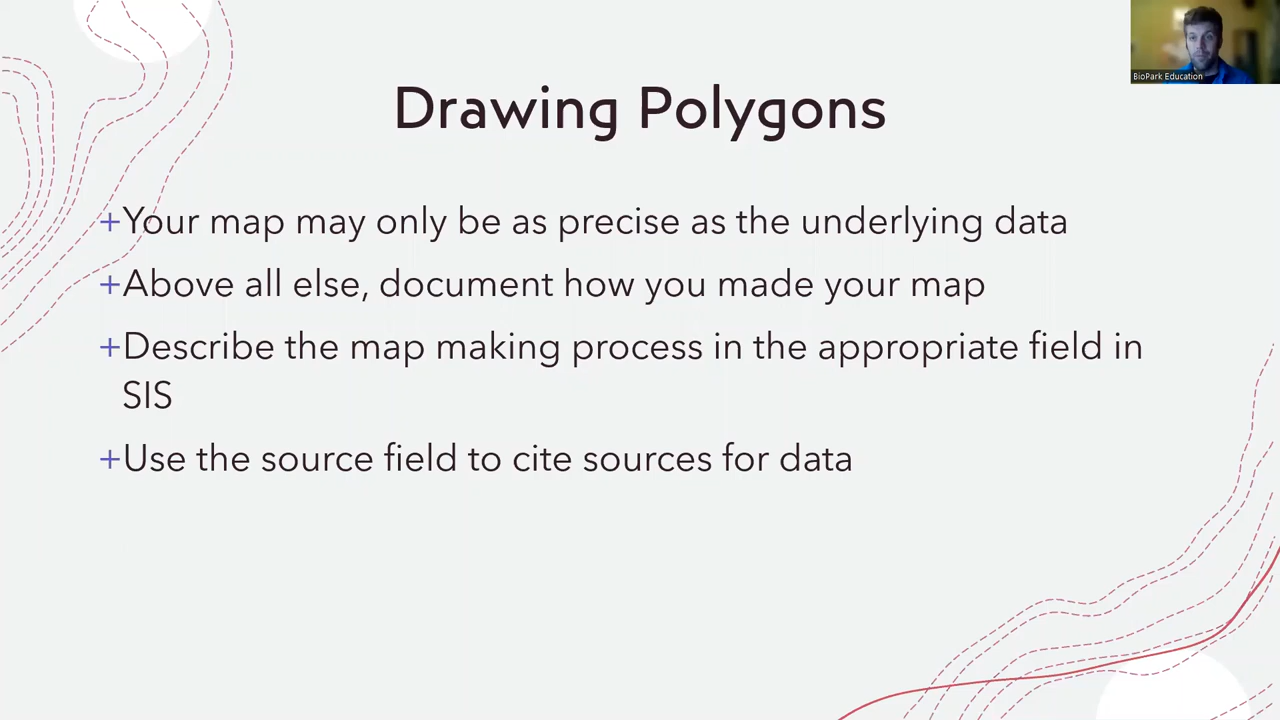 BioPark Education
Drawing Polygons
+Your map may only be as precise as the underlying data
+Above all else, document how you made your map
+Describe the map making process in the appropriate field in
SIS
+Use the source field to cite sources for data